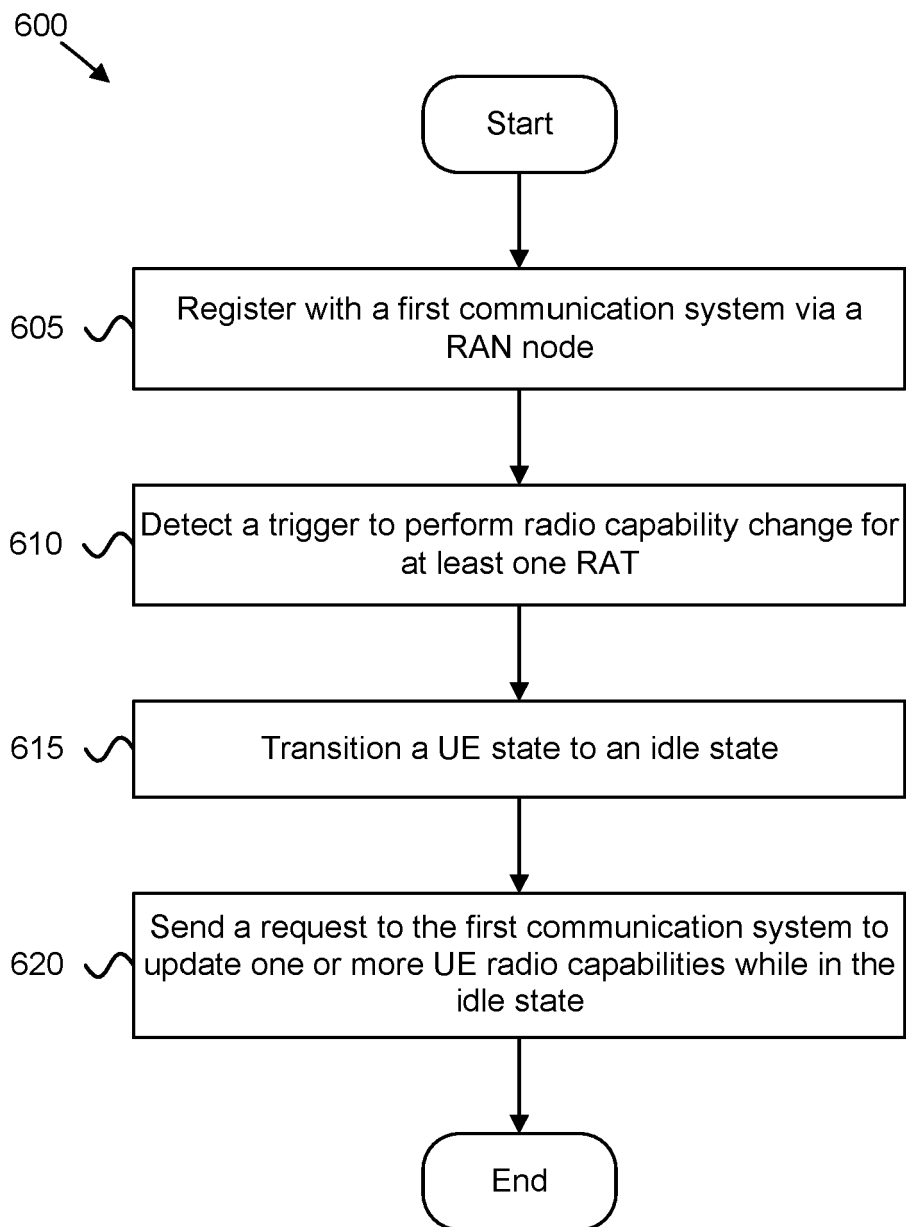 600
Start
605
Register with a first communication system via a
RAN node
610
Detect a trigger to perform radio capability change for
at least one RAT
615
Transition a UE state to an idle state
620
Send a request to the first communication system to
update one or more UE radio capabilities while in the
idle state
End